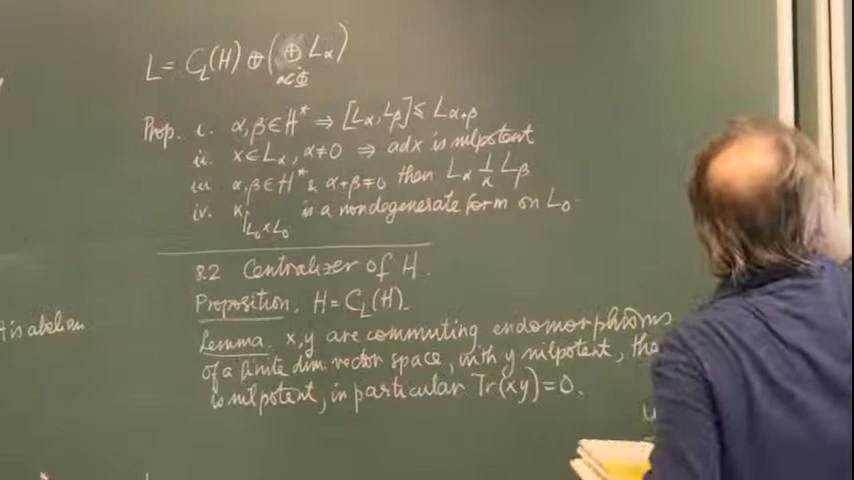 L = C_L(H) ⊕ (⊕ L_α)
α∈Φ
Prop. i. α,β∈H* ⇒ [L_α, L_β] ≤ L_{α+β}
ii. x∈L_α, α≠0 ⇒ ad x is nilpotent
iii. α,β∈H* & α+β≠0 then L_α ⊥_κ L_β
iv. κ|_{L_0×L_0} is a nondegenerate form on L_0.
8.2 Centralizer of H.
Proposition. H = C_L(H).
is abelian
Lemma. x,y are commuting endomorphisms
of a finite dim. vector space, with y nilpotent, the
is nilpotent, in particular Tr(xy)=0.